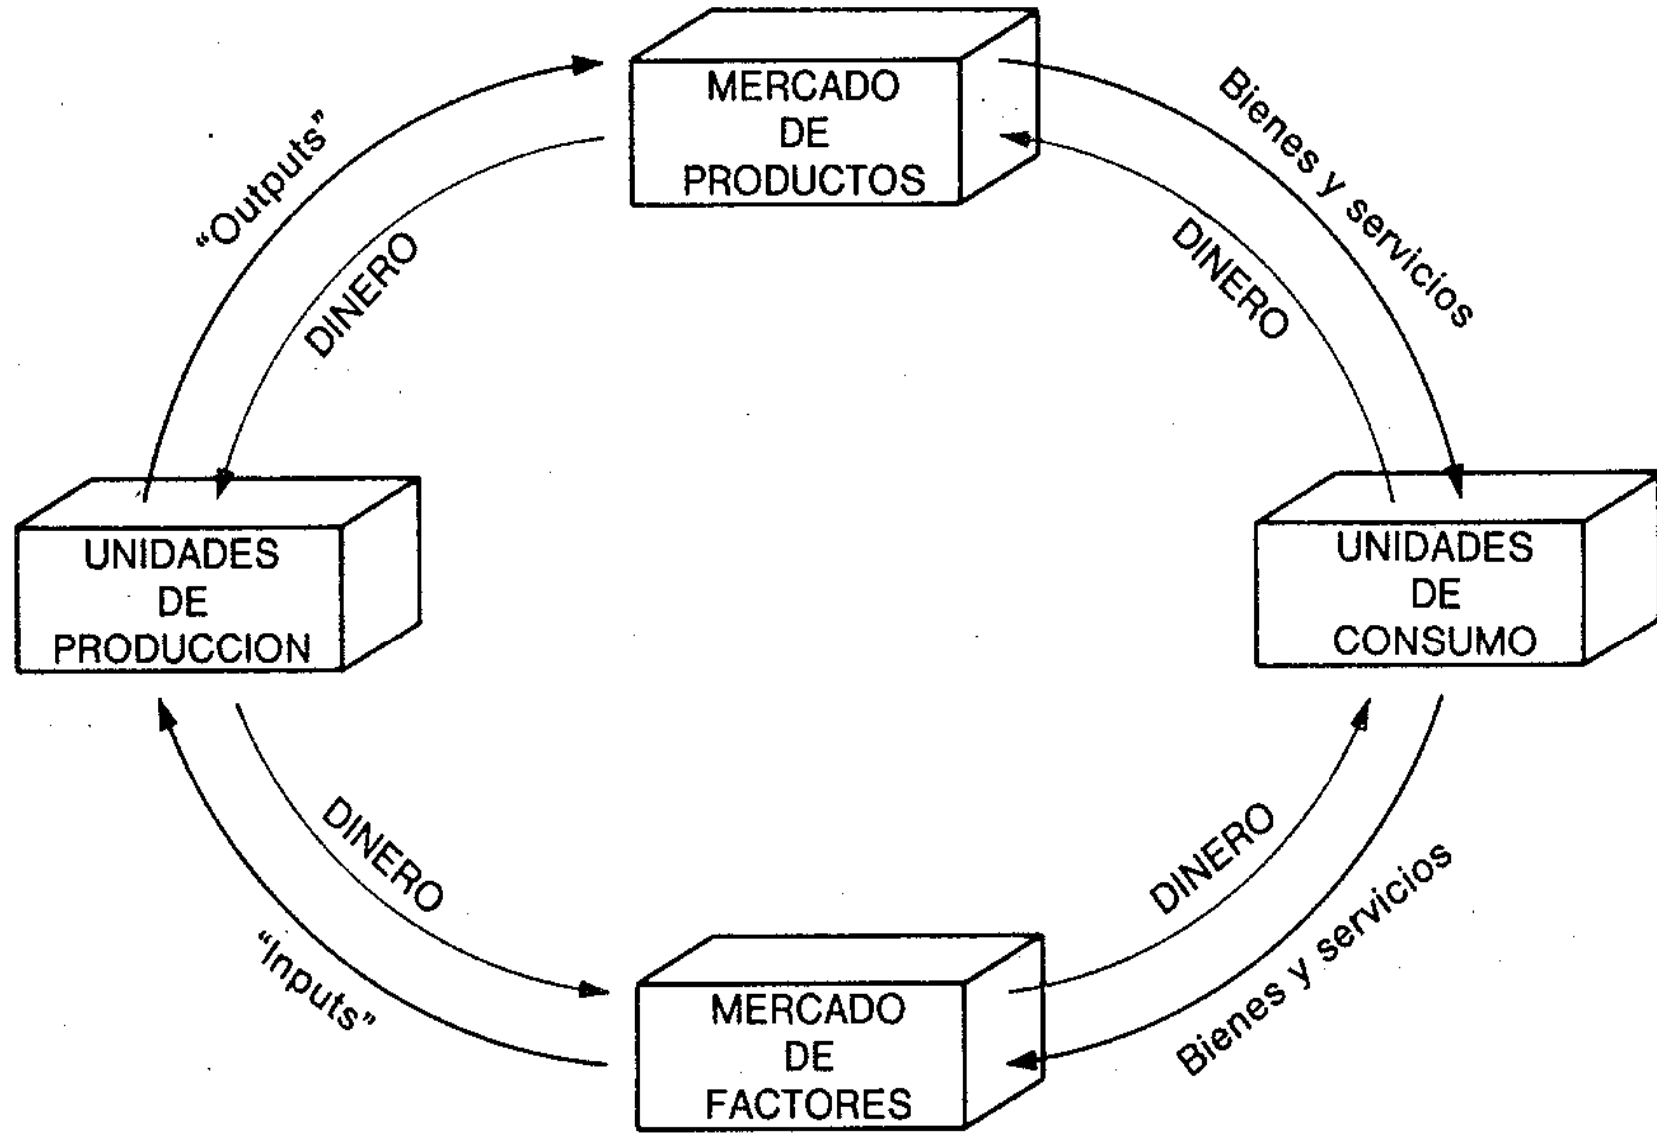 MERCADO
DE
PRODUCTOS
"Outputs"
Bienes y servicios
DINERO
DINERO
UNIDADES
DE
PRODUCCION
UNIDADES
DE
CONSUMO
DINERO
DINERO
"Inputs"
Bienes y servicios
MERCADO
DE
FACTORES